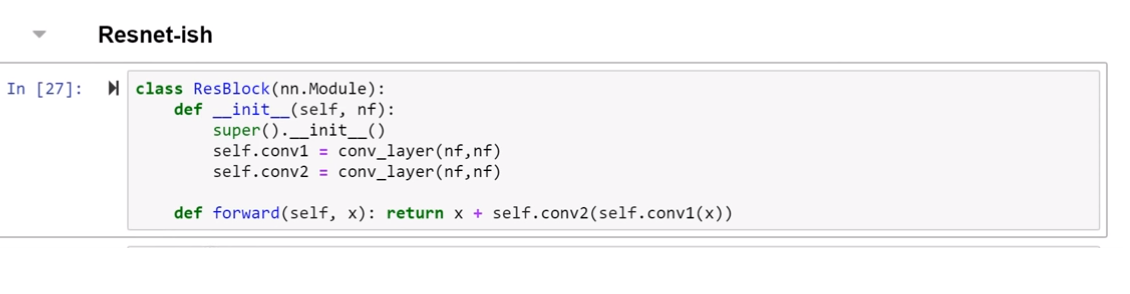 Resnet-ish
In [27]:
class ResBlock(nn.Module):
    def __init__(self, nf):
        super().__init__()
        self.conv1 = conv_layer(nf,nf)
        self.conv2 = conv_layer(nf,nf)
    def forward(self, x): return x + self.conv2(self.conv1(x))